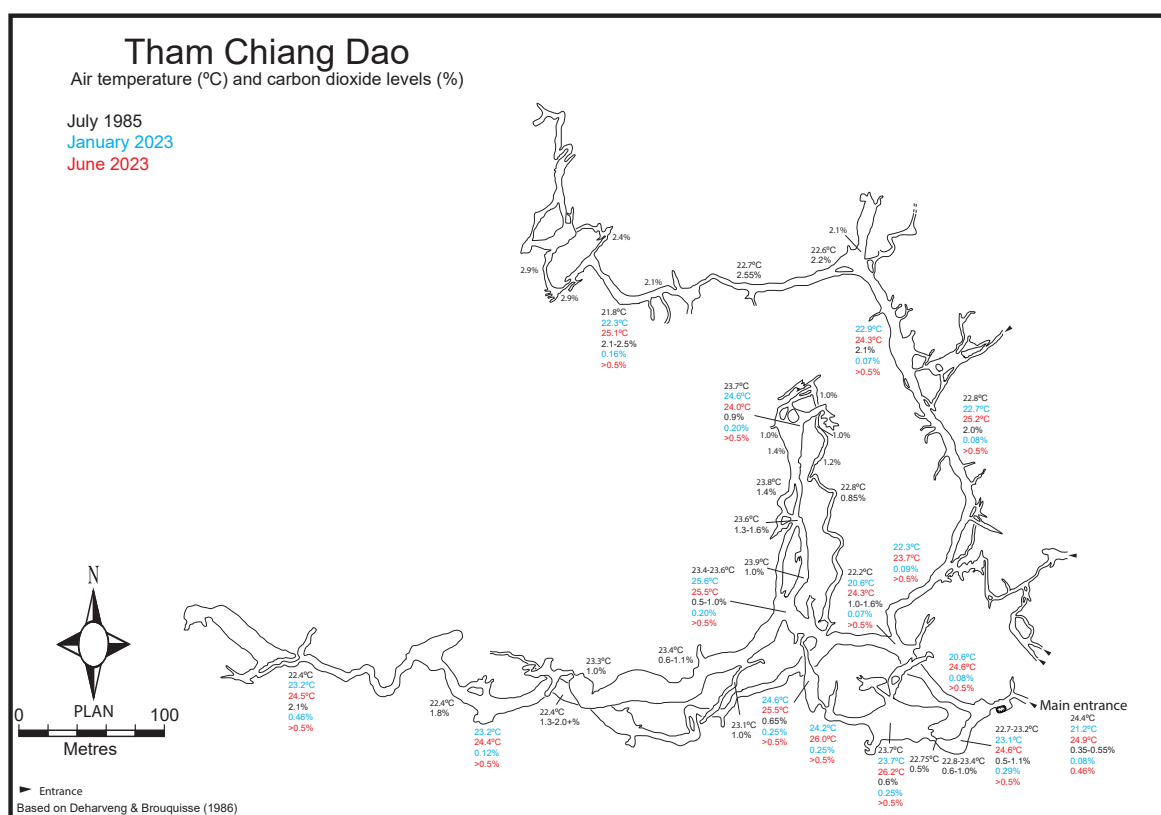 Tham Chiang Dao
Air temperature (ºC) and carbon dioxide levels (%)
July 1985
January 2023
June 2023
2.4%
2.9%
2.9%
2.1%
22.7ºC
2.55%
22.6ºC
2.2%
2.1%
21.8ºC
22.3ºC
25.1ºC
2.1-2.5%
0.16%
>0.5%
22.9ºC
24.3ºC
2.1%
0.07%
>0.5%
23.7ºC
24.6ºC
24.0ºC
0.9%
0.20%
>0.5%
1.0%
1.0%
1.0%
1.4%
1.2%
22.8ºC
22.7ºC
25.2ºC
2.0%
0.08%
>0.5%
23.8ºC
1.4%
22.8ºC
0.85%
23.6ºC
1.3-1.6%
23.9ºC
1.0%
23.4-23.6ºC
25.6ºC
25.5ºC
0.5-1.0%
0.20%
>0.5%
22.2ºC
20.6ºC
24.3ºC
1.0-1.6%
0.07%
>0.5%
22.3ºC
23.7ºC
0.09%
>0.5%
23.4ºC
0.6-1.1%
23.3ºC
1.0%
22.4ºC
23.2ºC
24.5ºC
2.1%
0.46%
>0.5%
22.4ºC
1.8%
23.2ºC
24.4ºC
0.12%
>0.5%
22.4ºC
1.3-2.0+%
23.1ºC
1.0%
24.6ºC
25.5ºC
0.65%
0.25%
>0.5%
24.2ºC
26.0ºC
0.25%
>0.5%
20.6ºC
24.6ºC
0.08%
>0.5%
23.7ºC
23.7ºC
26.2ºC
0.6%
0.25%
>0.5%
22.75ºC
0.5%
22.8-23.4ºC
0.6-1.0%
22.7-23.2ºC
23.1ºC
24.6ºC
0.5-1.1%
0.29%
>0.5%
Main entrance
24.4ºC
21.2ºC
24.9ºC
0.35-0.55%
0.08%
0.46%
N
0 PLAN 100
Metres
Entrance
Based on Deharveng & Brouquisse (1986)